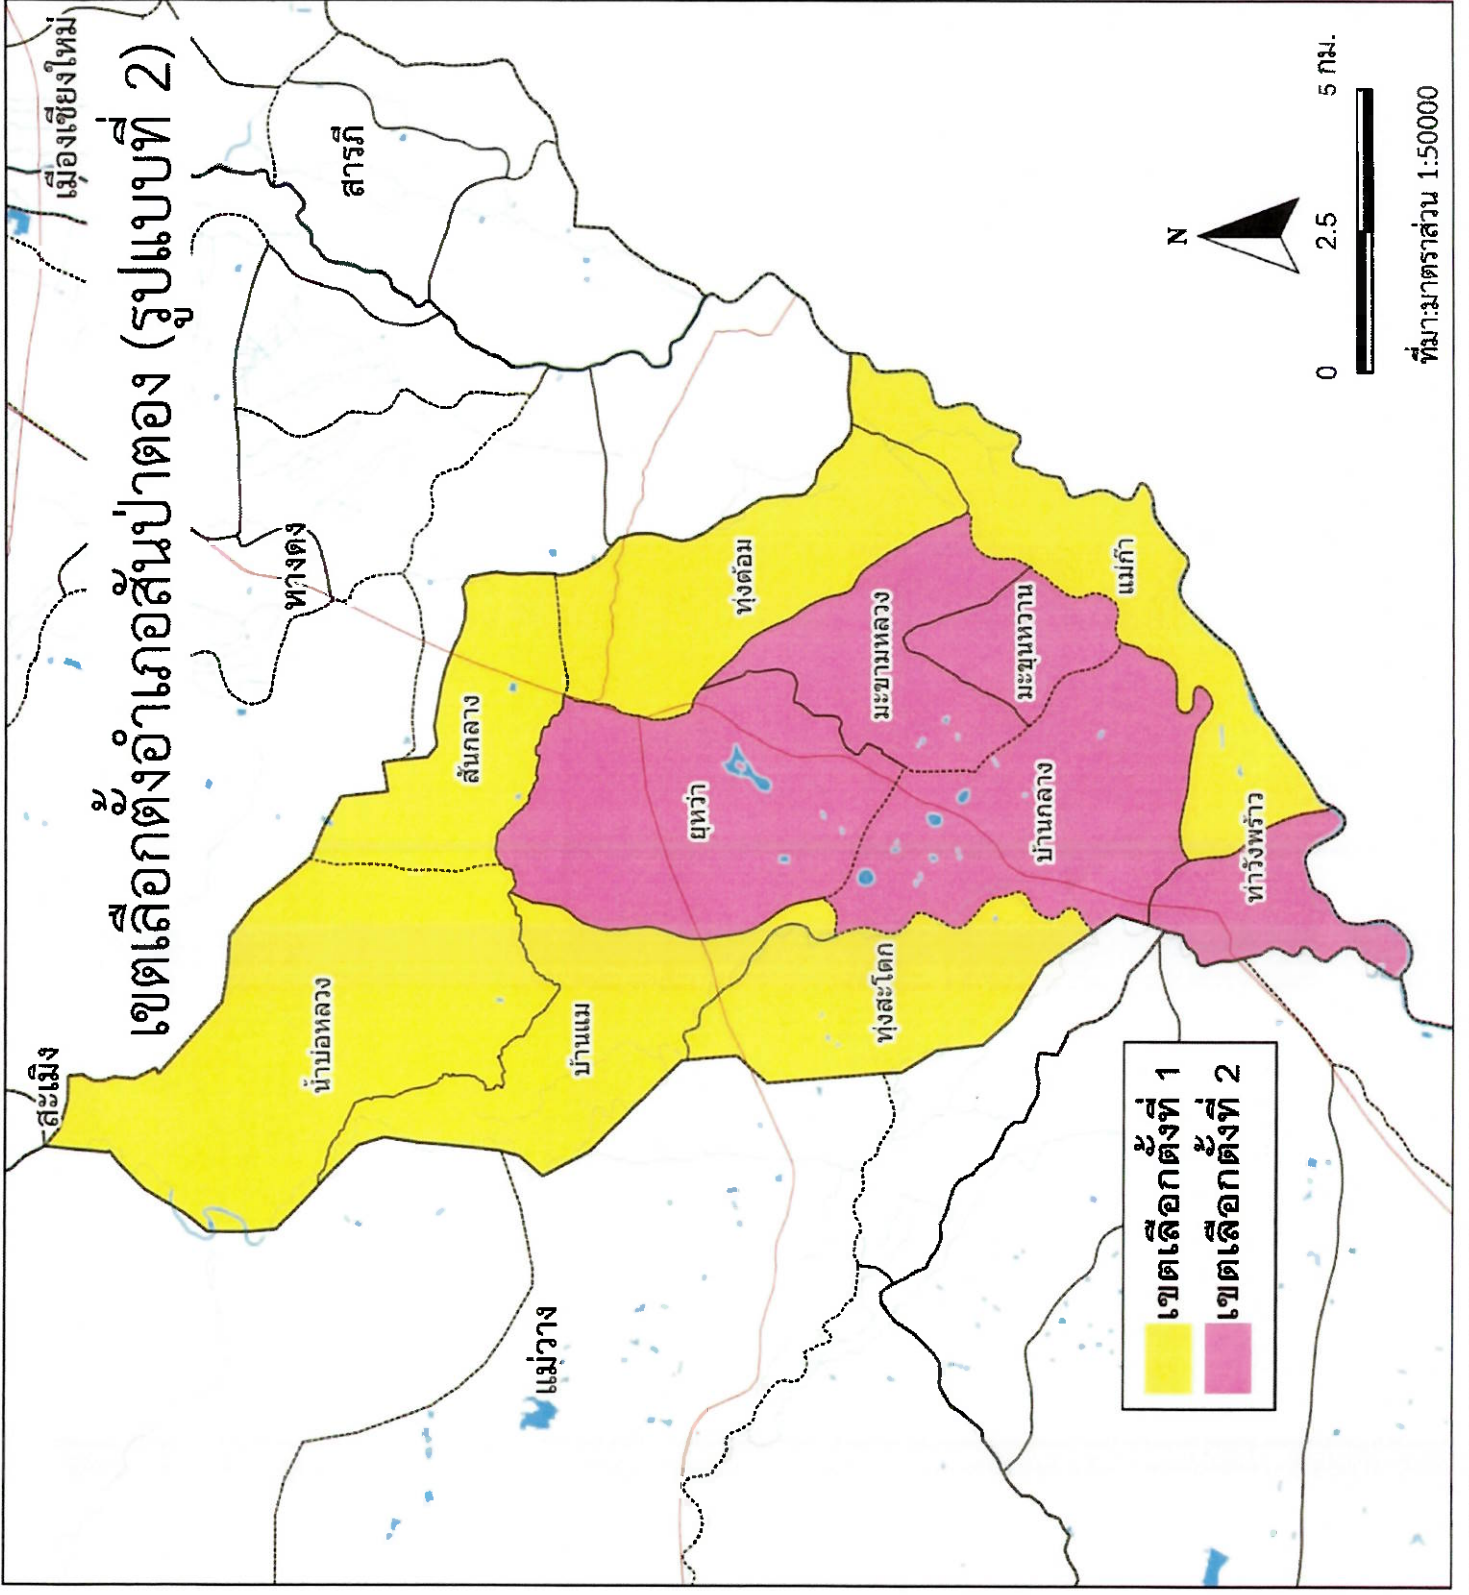 เขตเลือกตั้งอำเภอสันป่าตอง (รูปแบบที่ 2)
เมืองเชียงใหม่
สะเมิง
หางดง
สารภี
น้ำบ่อหลวง
สันกลาง
บ้านแม
ยุหว่า
ทุ่งต้อม
แม่วาง
ทุ่งสะโตก
มะขามหลวง
บ้านกลาง
มะขุนหวาน
แม่ก๊า
ท่าวังพร้าว
N
เขตเลือกตั้งที่ 1
เขตเลือกตั้งที่ 2
0 2.5 5 กม.
ที่มา:มาตราส่วน 1:50000